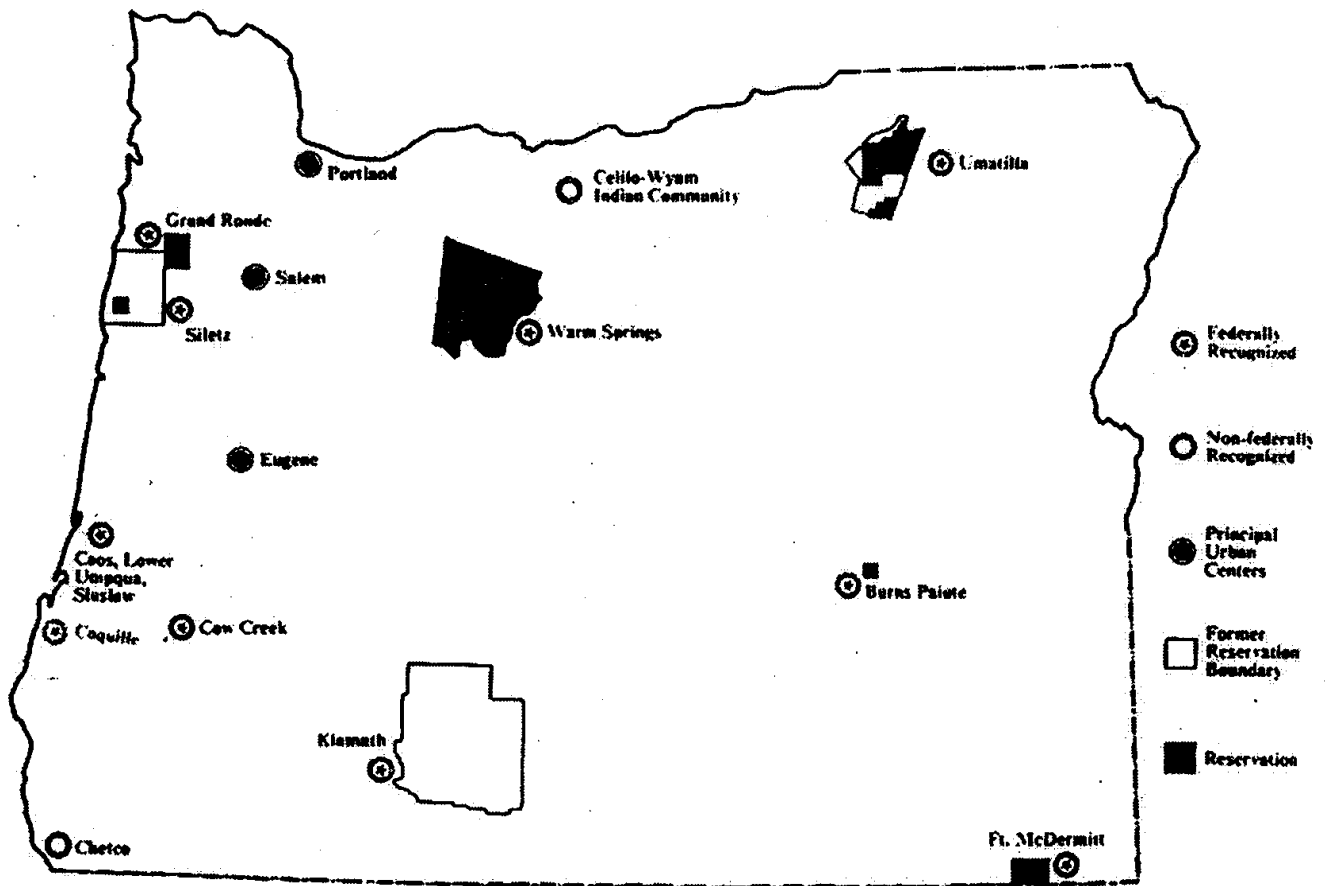 Portland
Celilo-Wyam
Indian Community
Umatilla
Grand Ronde
Salem
Siletz
Warm Springs
Federally
Recognized
Eugene
Non-federally
Recognized
Coos, Lower
Umpqua,
Siuslaw
Principal
Urban
Centers
Burns Paiute
Coquille
Cow Creek
Former
Reservation
Boundary
Klamath
Reservation
Chetco
Ft. McDermitt